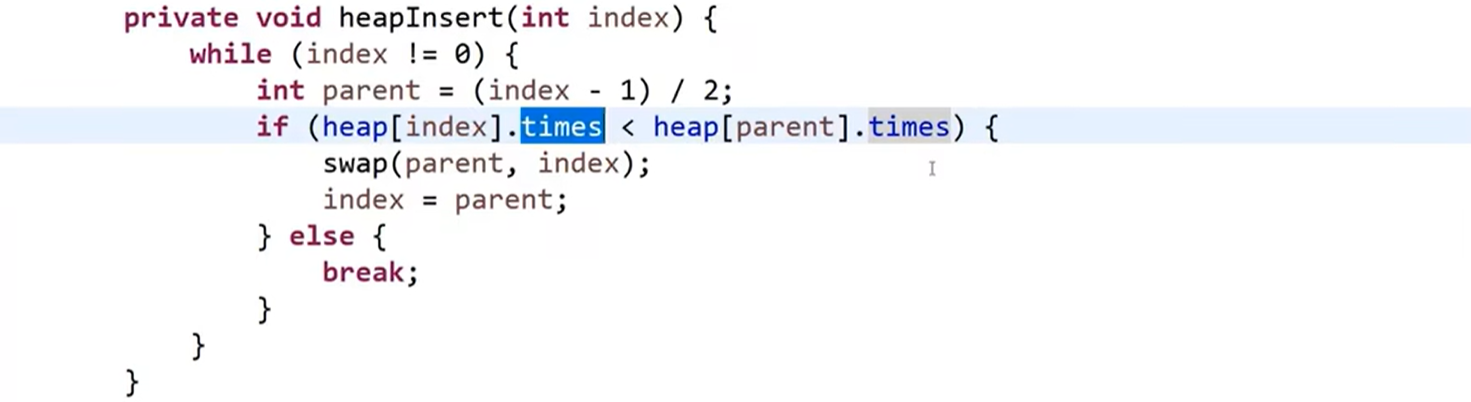 private void heapInsert(int index) {
while (index != 0) {
int parent = (index - 1) / 2;
if (heap[index].times < heap[parent].times) {
swap(parent, index);
index = parent;
} else {
break;
}
}
}